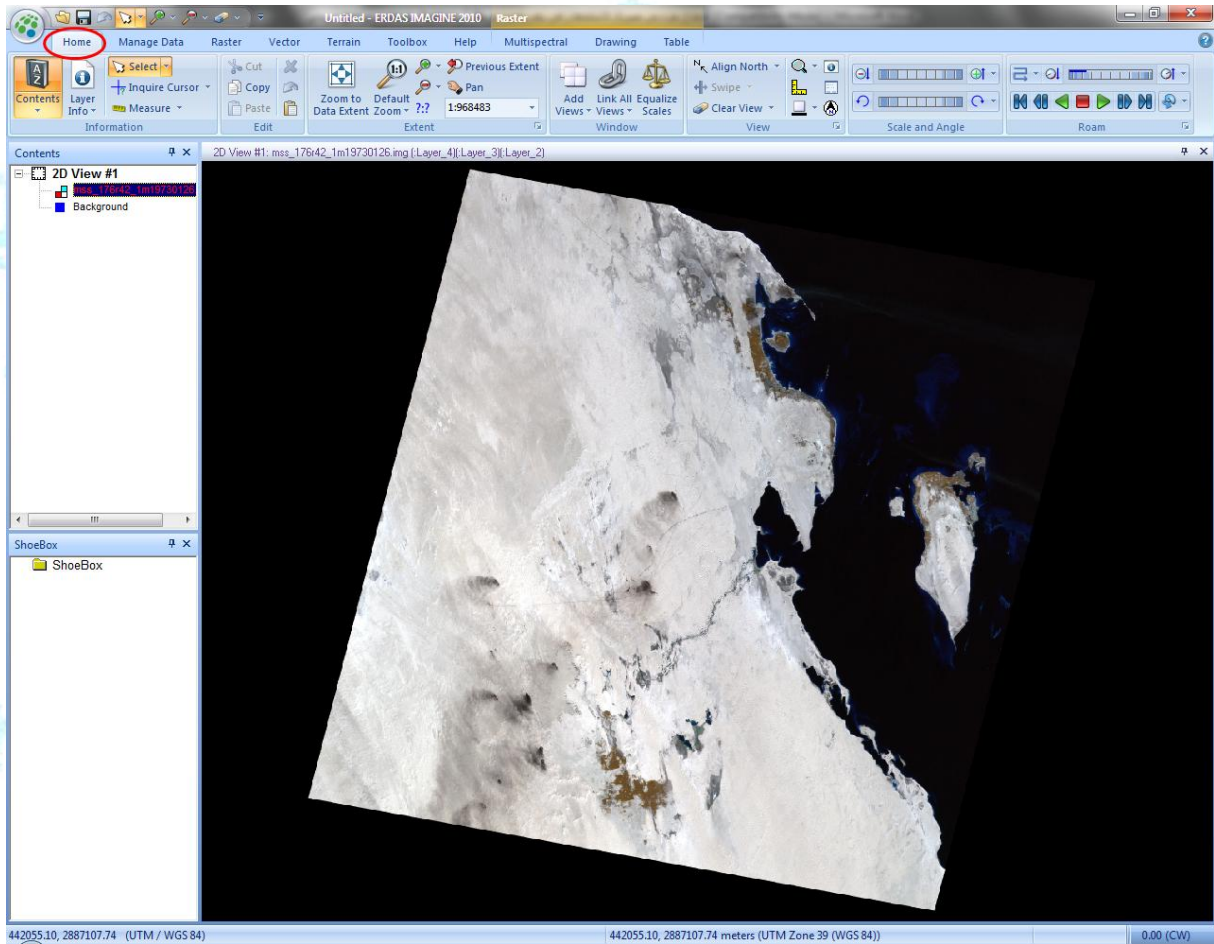 Untitled - ERDAS IMAGINE 2010 Raster
Home Manage Data Raster Vector Terrain Toolbox Help Multispectral Drawing Table
Contents
Layer Info
Select
Inquire Cursor
Measure
Information
Cut
Copy
Paste
Edit
Zoom to Data Extent
1:1
Default Zoom
?:?
Previous Extent
Pan
1:968483
Extent
Add Views
Link All Views
Equalize Scales
Window
Align North
Swipe
Clear View
View
Scale and Angle
Roam
Contents
2D View #1: mss_176r42_1m19730126.img (:Layer_4)(:Layer_3)(:Layer_2)
2D View #1
mss_176r42_1m19730126
Background
ShoeBox
ShoeBox
442055.10, 2887107.74 (UTM / WGS 84)
442055.10, 2887107.74 meters (UTM Zone 39 (WGS 84))
0.00 (CW)